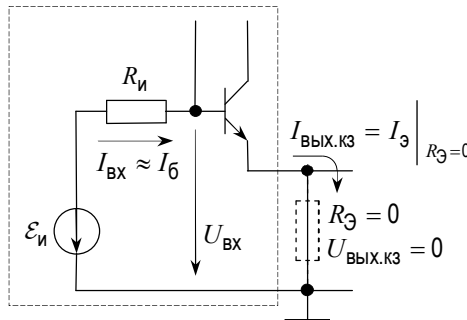 Rи
Iвых.кз = Iэ|RЭ=0
Iвх ≈ Iб
RЭ = 0
ℰи
Uвх
Uвых.кз = 0